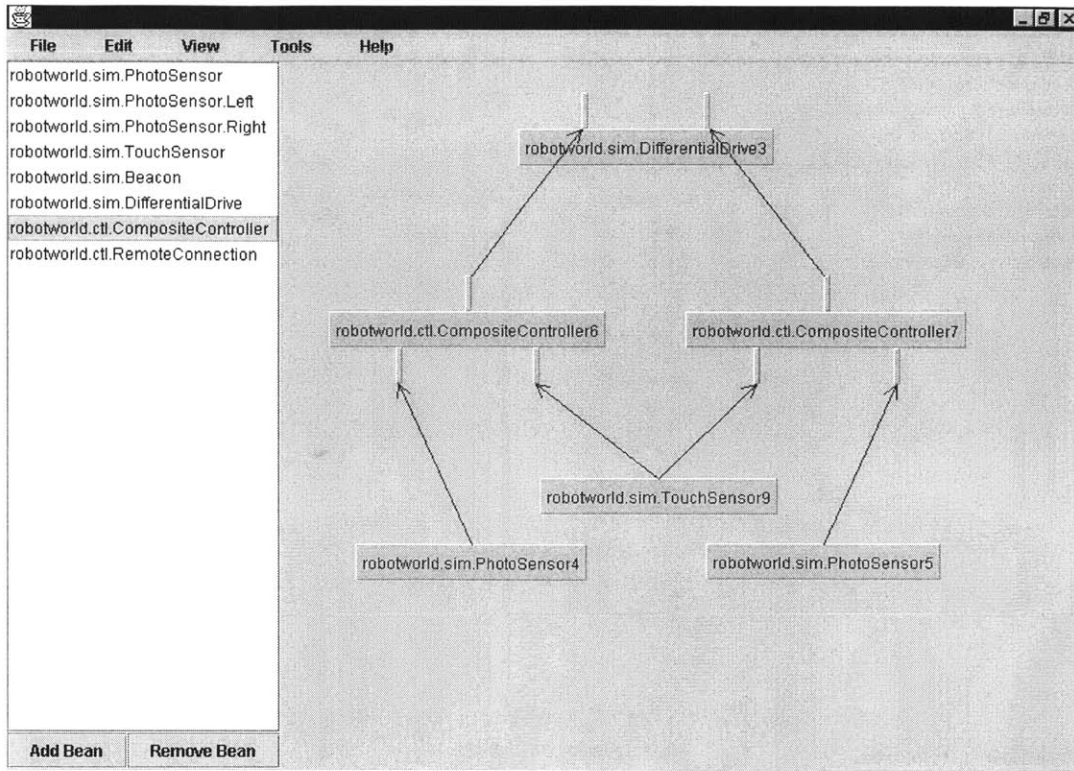 File Edit View Tools Help
robotworld.sim.PhotoSensor
robotworld.sim.PhotoSensor.Left
robotworld.sim.PhotoSensor.Right
robotworld.sim.TouchSensor
robotworld.sim.Beacon
robotworld.sim.DifferentialDrive
robotworld.ctl.CompositeController
robotworld.ctl.RemoteConnection
Add Bean Remove Bean
robotworld.sim.DifferentialDrive3
robotworld.ctl.CompositeController6
robotworld.ctl.CompositeController7
robotworld.sim.TouchSensor9
robotworld.sim.PhotoSensor4
robotworld.sim.PhotoSensor5